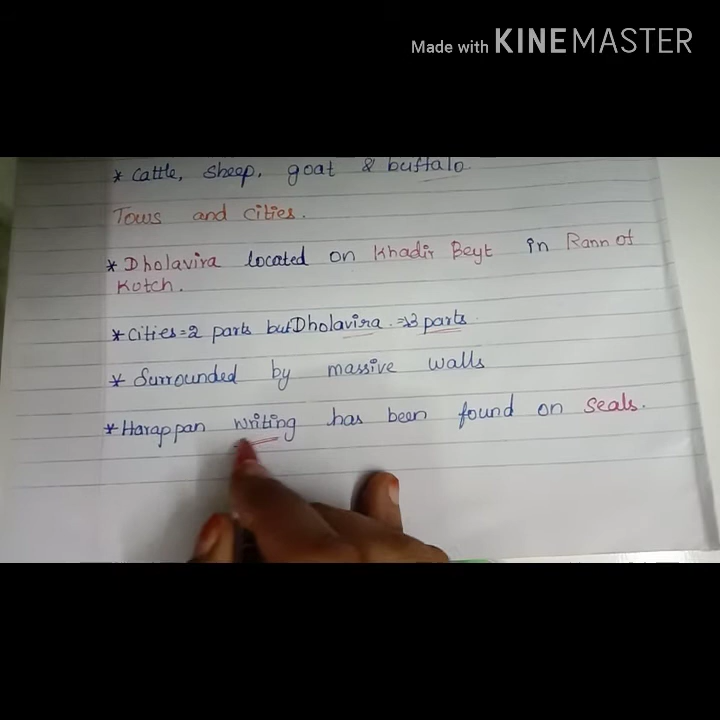 Made with KINEMASTER
* Cattle, sheep, goat & buffalo
Tows and cities.
* Dholavira located on Khadir Beyt in Rann of
Kutch.
* Cities = 2 parts but Dholavira. => 3 parts
* Surrounded by massive walls
* Harappan writing has been found on seals.